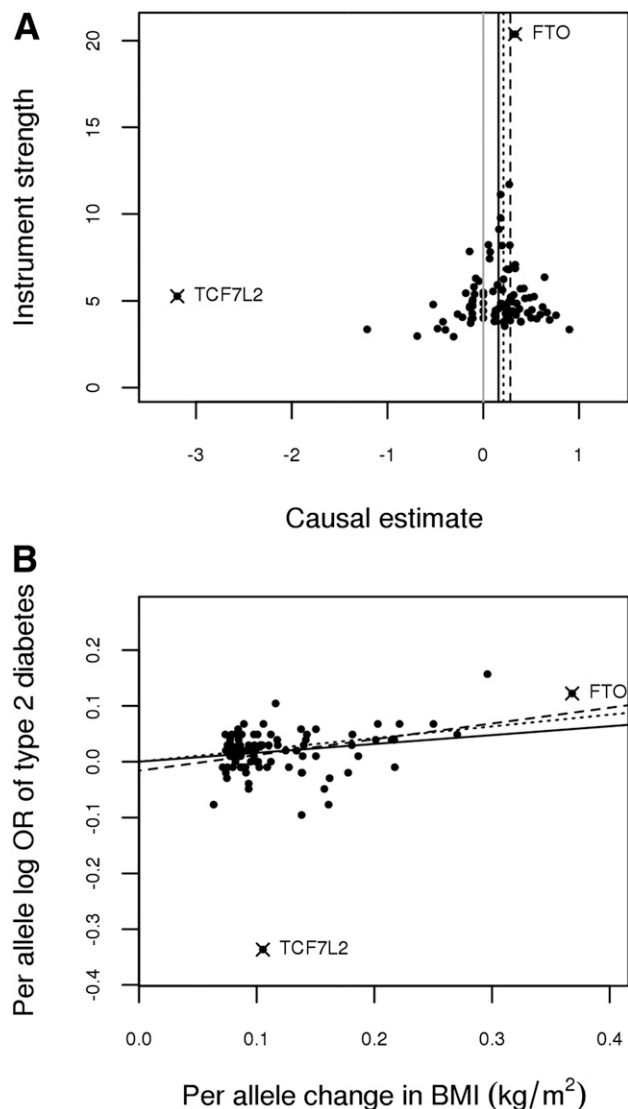 A
Instrument strength
20
15
10
5
0
FTO
TCF7L2
-3 -2 -1 0 1
Causal estimate
B
Per allele log OR of type 2 diabetes
0.2
0.1
0.0
-0.1
-0.2
-0.3
-0.4
FTO
TCF7L2
0.0 0.1 0.2 0.3 0.4
Per allele change in BMI (kg/m²)